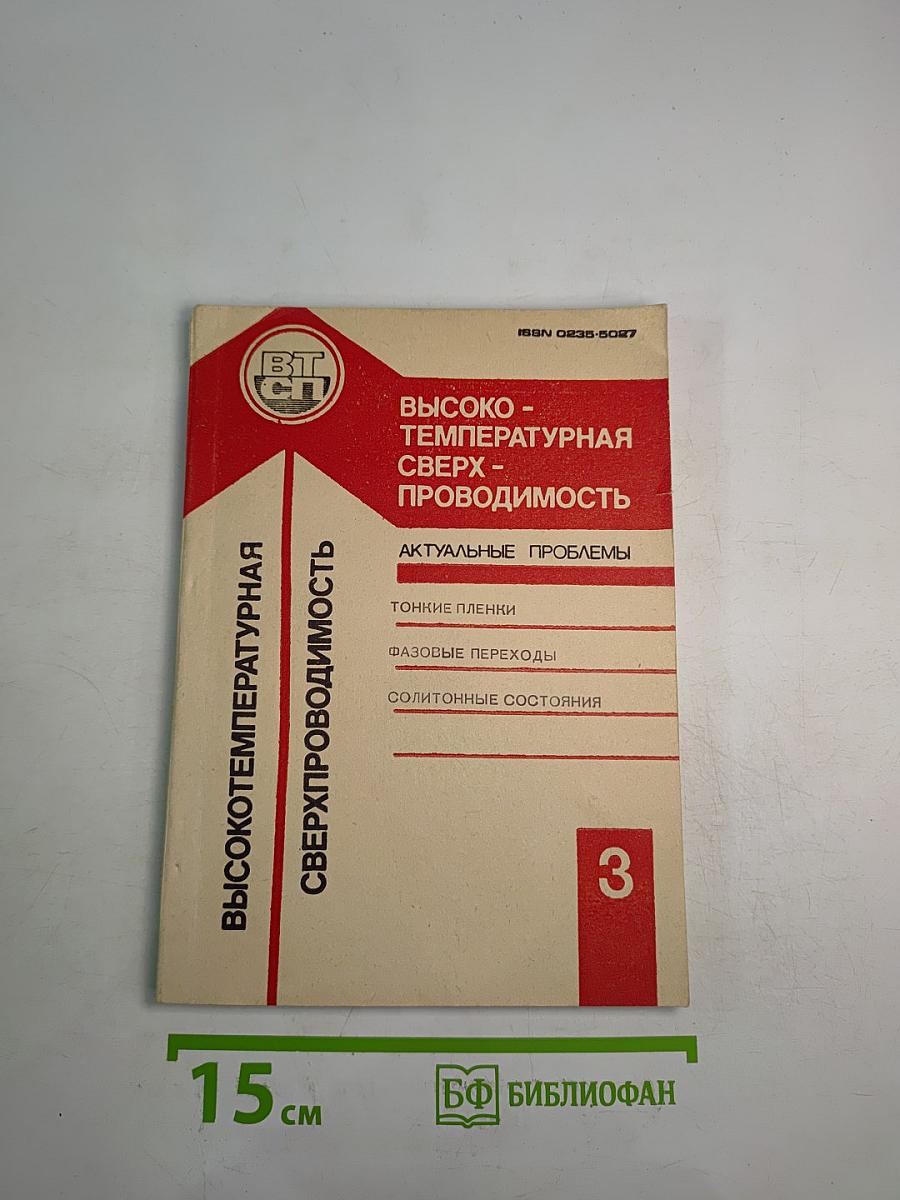 ISSN 0235-5027
ВТ
СП
ВЫСОКО-
ТЕМПЕРАТУРНАЯ
СВЕРХ-
ПРОВОДИМОСТЬ
АКТУАЛЬНЫЕ ПРОБЛЕМЫ
ТОНКИЕ ПЛЕНКИ
ФАЗОВЫЕ ПЕРЕХОДЫ
СОЛИТОННЫЕ СОСТОЯНИЯ
ВЫСОКОТЕМПЕРАТУРНАЯ
СВЕРХПРОВОДИМОСТЬ
3
15 см
БФ БИБЛИОФАН